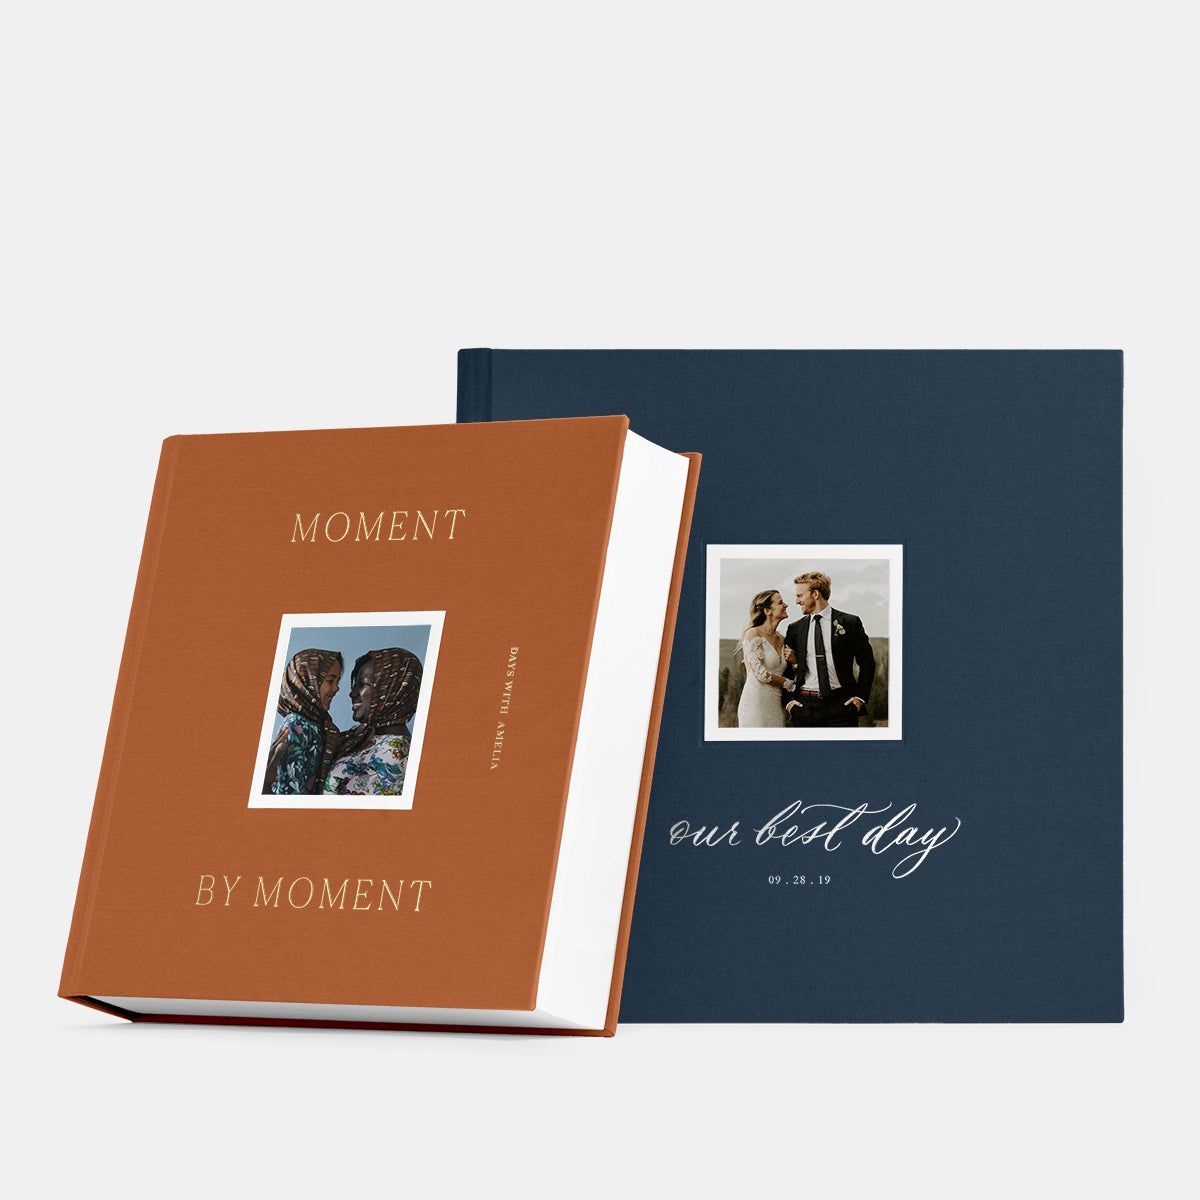 MOMENT
DAYS WITH AMELIA
BY MOMENT
our best day
09 . 28 . 19